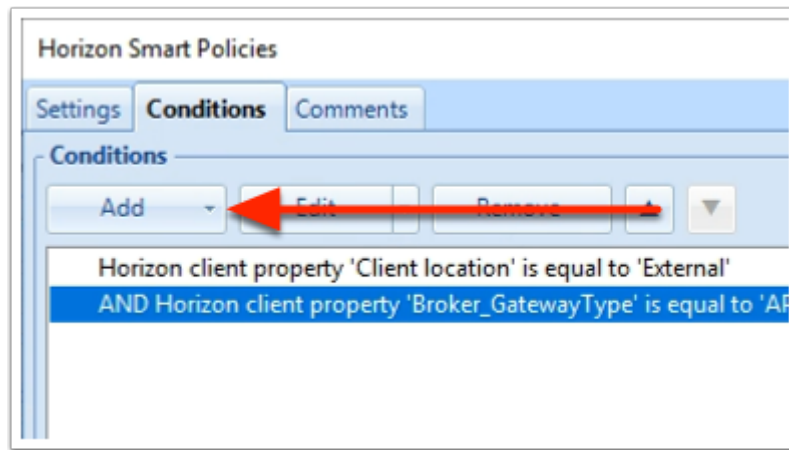 Horizon Smart Policies
Settings Conditions Comments
Conditions
Add Edit Remove
Horizon client property 'Client location' is equal to 'External'
AND Horizon client property 'Broker_GatewayType' is equal to 'AP